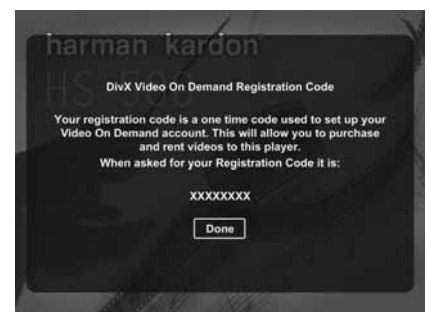 harman kardon
HS 500
DivX Video On Demand Registration Code
Your registration code is a one time code used to set up your
Video On Demand account. This will allow you to purchase
and rent videos to this player.
When asked for your Registration Code it is:
XXXXXXXX
Done